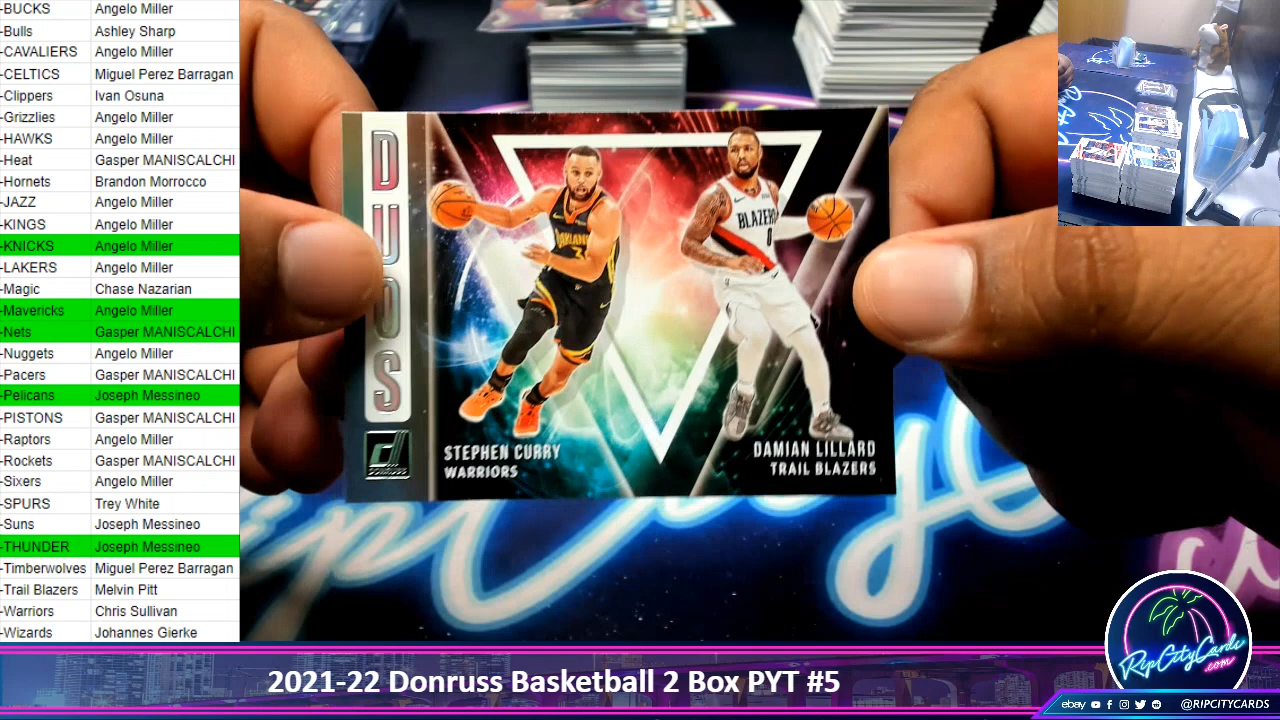 -BUCKS Angelo Miller
-Bulls Ashley Sharp
-CAVALIERS Angelo Miller
-CELTICS Miguel Perez Barragan
-Clippers Ivan Osuna
-Grizzlies Angelo Miller
-HAWKS Angelo Miller
-Heat Gasper MANISCALCHI
-Hornets Brandon Morrocco
-JAZZ Angelo Miller
-KINGS Angelo Miller
-KNICKS Angelo Miller
-LAKERS Angelo Miller
-Magic Chase Nazarian
-Mavericks Angelo Miller
-Nets Gasper MANISCALCHI
-Nuggets Angelo Miller
-Pacers Gasper MANISCALCHI
-Pelicans Joseph Messineo
-PISTONS Gasper MANISCALCHI
-Raptors Angelo Miller
-Rockets Gasper MANISCALCHI
-Sixers Angelo Miller
-SPURS Trey White
-Suns Joseph Messineo
-THUNDER Joseph Messineo
-Timberwolves Miguel Perez Barragan
-Trail Blazers Melvin Pitt
-Warriors Chris Sullivan
-Wizards Johannes Gierke
DUOS
OAKLAND
BLAZERS
0
STEPHEN CURRY
WARRIORS
DAMIAN LILLARD
TRAIL BLAZERS
2021-22 Donruss Basketball 2 Box PYT #5
RipCityCards
.com
ebay
@RIPCITYCARDS